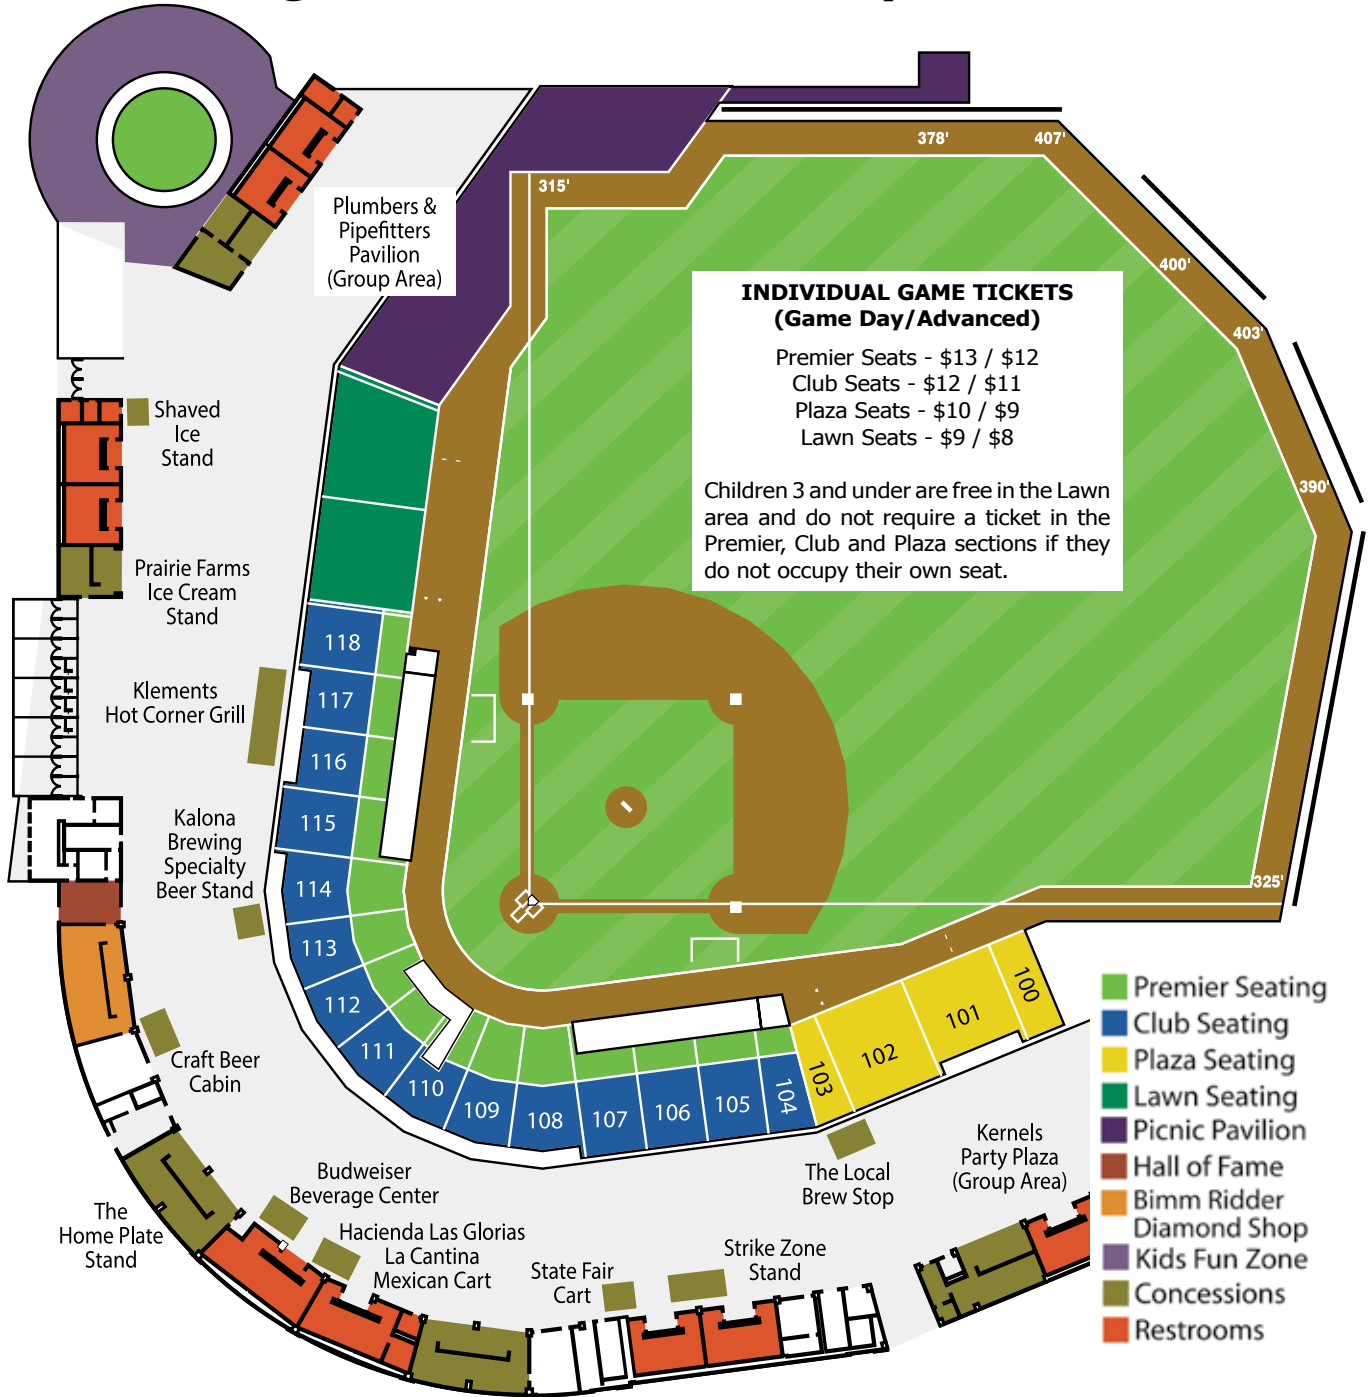 378'
407'
315'
400'
403'
390'
325'
Plumbers &
Pipefitters
Pavilion
(Group Area)
INDIVIDUAL GAME TICKETS
(Game Day/Advanced)
Premier Seats - $13 / $12
Club Seats - $12 / $11
Plaza Seats - $10 / $9
Lawn Seats - $9 / $8
Children 3 and under are free in the Lawn
area and do not require a ticket in the
Premier, Club and Plaza sections if they
do not occupy their own seat.
Shaved
Ice
Stand
Prairie Farms
Ice Cream
Stand
Klements
Hot Corner Grill
Kalona
Brewing
Specialty
Beer Stand
Craft Beer
Cabin
The
Home Plate
Stand
Budweiser
Beverage Center
Hacienda Las Glorias
La Cantina
Mexican Cart
State Fair
Cart
Strike Zone
Stand
The Local
Brew Stop
Kernels
Party Plaza
(Group Area)
118
117
116
115
114
113
112
111
110
109
108
107
106
105
104
103
102
101
100
Premier Seating
Club Seating
Plaza Seating
Lawn Seating
Picnic Pavilion
Hall of Fame
Bimm Ridder
Diamond Shop
Kids Fun Zone
Concessions
Restrooms